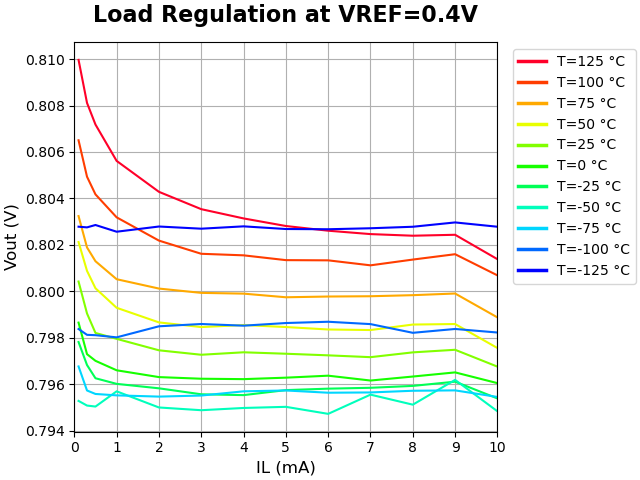 Load Regulation at VREF=0.4V
Vout (V)
0.810
0.808
0.806
0.804
0.802
0.800
0.798
0.796
0.794
0 1 2 3 4 5 6 7 8 9 10
IL (mA)
T=125 °C
T=100 °C
T=75 °C
T=50 °C
T=25 °C
T=0 °C
T=-25 °C
T=-50 °C
T=-75 °C
T=-100 °C
T=-125 °C